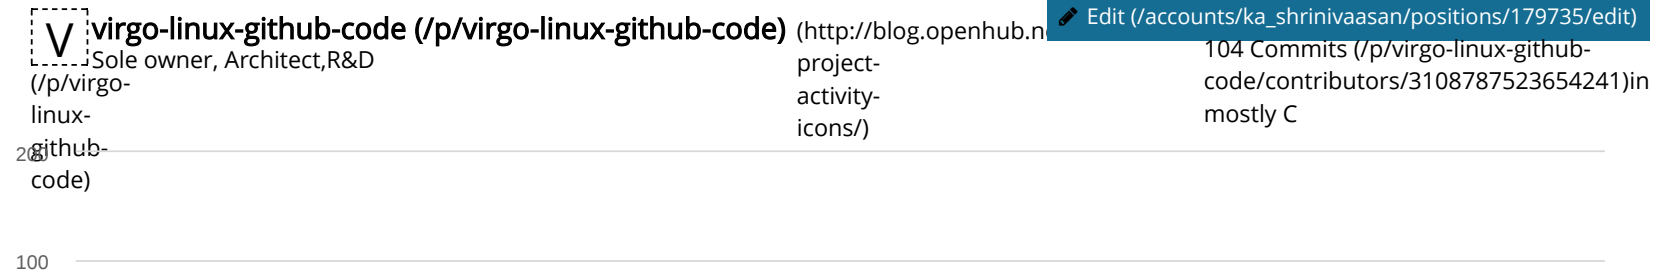 V
virgo-linux-github-code (/p/virgo-linux-github-code)
Sole owner, Architect,R&D
(/p/virgo-
linux-
github-
code)
(http://blog.openhub.n
project-
activity-
icons/)
Edit (/accounts/ka_shrinivaasan/positions/179735/edit)
104 Commits (/p/virgo-linux-github-
code/contributors/3108787523654241)in
mostly C
200
100